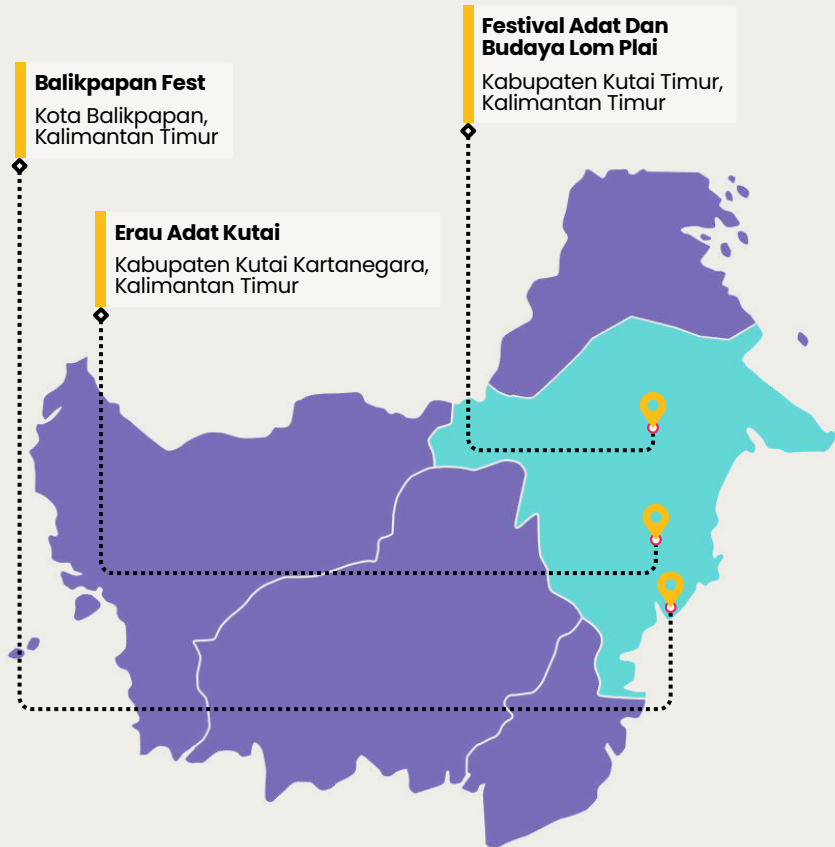 Festival Adat Dan
Budaya Lom Plai
Kabupaten Kutai Timur,
Kalimantan Timur
Balikpapan Fest
Kota Balikpapan,
Kalimantan Timur
Erau Adat Kutai
Kabupaten Kutai Kartanegara,
Kalimantan Timur